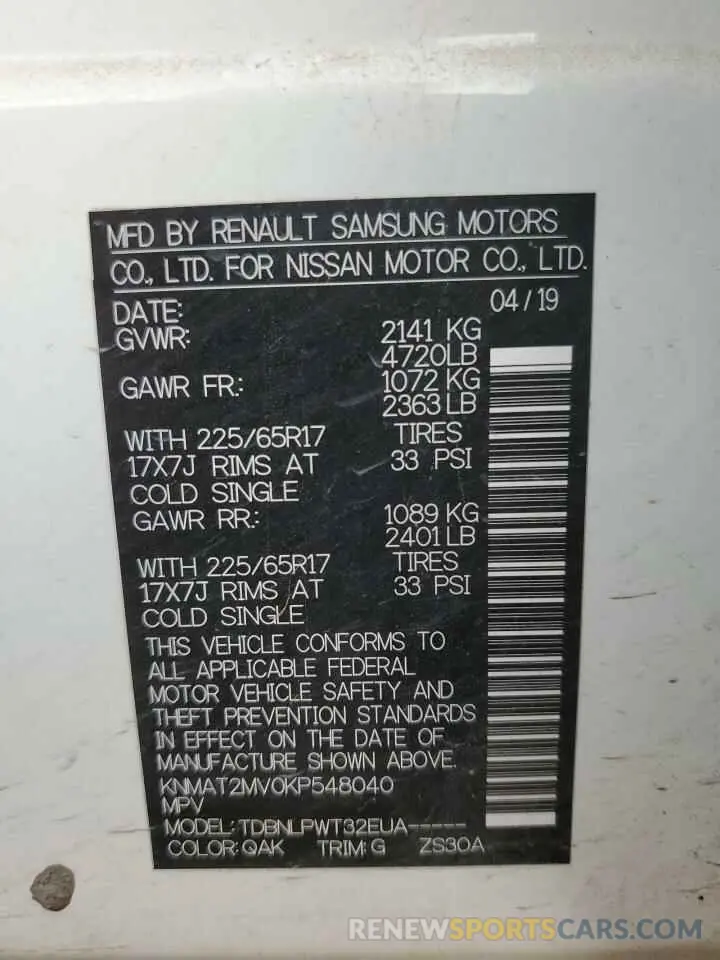 MFD BY RENAULT SAMSUNG MOTORS
CO., LTD. FOR NISSAN MOTOR CO., LTD.
DATE: 04/19
GVWR: 2141 KG
4720LB
GAWR FR: 1072 KG
2363 LB
WITH 225/65R17 TIRES
17X7J RIMS AT 33 PSI
COLD SINGLE
GAWR RR: 1089 KG
2401 LB
WITH 225/65R17 TIRES
17X7J RIMS AT 33 PSI
COLD SINGLE
THIS VEHICLE CONFORMS TO
ALL APPLICABLE FEDERAL
MOTOR VEHICLE SAFETY AND
THEFT PREVENTION STANDARDS
IN EFFECT ON THE DATE OF
MANUFACTURE SHOWN ABOVE.
KNMAT2MV0KP548040
MPV
MODEL: TDBNLPWT32EUA-----
COLOR: QAK TRIM: G ZS30A
RENEWSPORTSCARS.COM